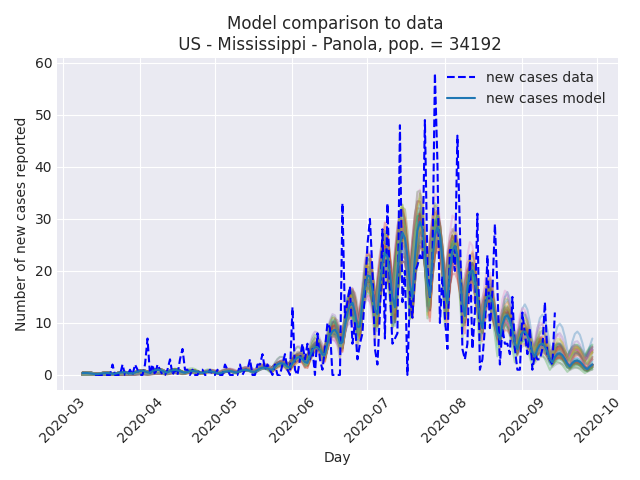 Model comparison to data
US - Mississippi - Panola, pop. = 34192
60
50
40
30
20
10
0
Number of new cases reported
new cases data
new cases model
2020-03
2020-04
2020-05
2020-06
2020-07
2020-08
2020-09
2020-10
Day